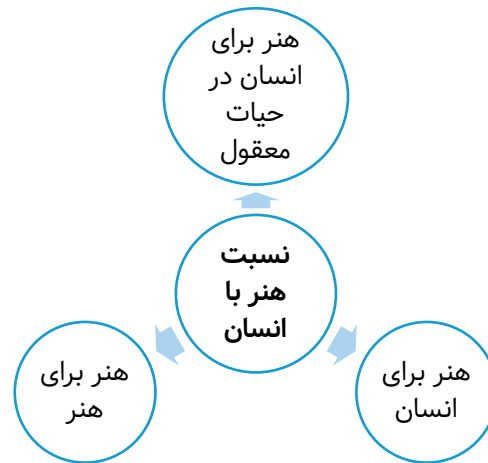 هنر برای
انسان در
حیات
معقول
نسبت
هنر با
انسان
هنر برای
انسان
هنر برای
هنر